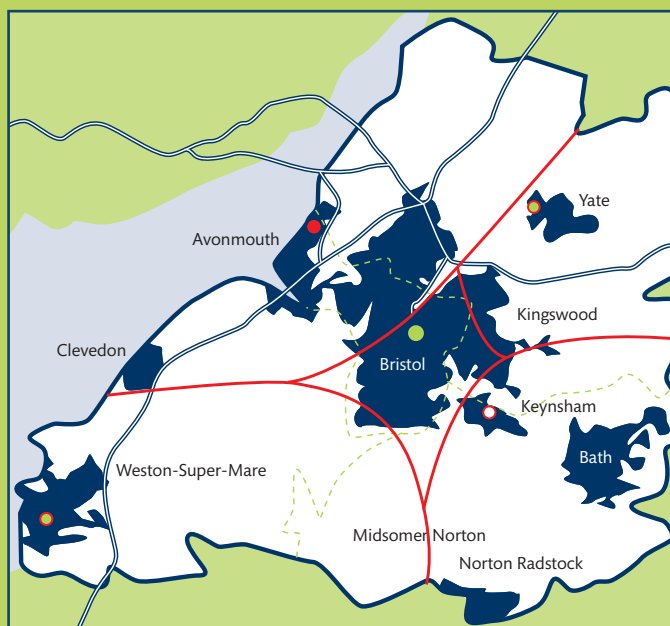 Yate
Avonmouth
Kingswood
Clevedon
Bristol
Keynsham
Bath
Weston-Super-Mare
Midsomer Norton
Norton Radstock